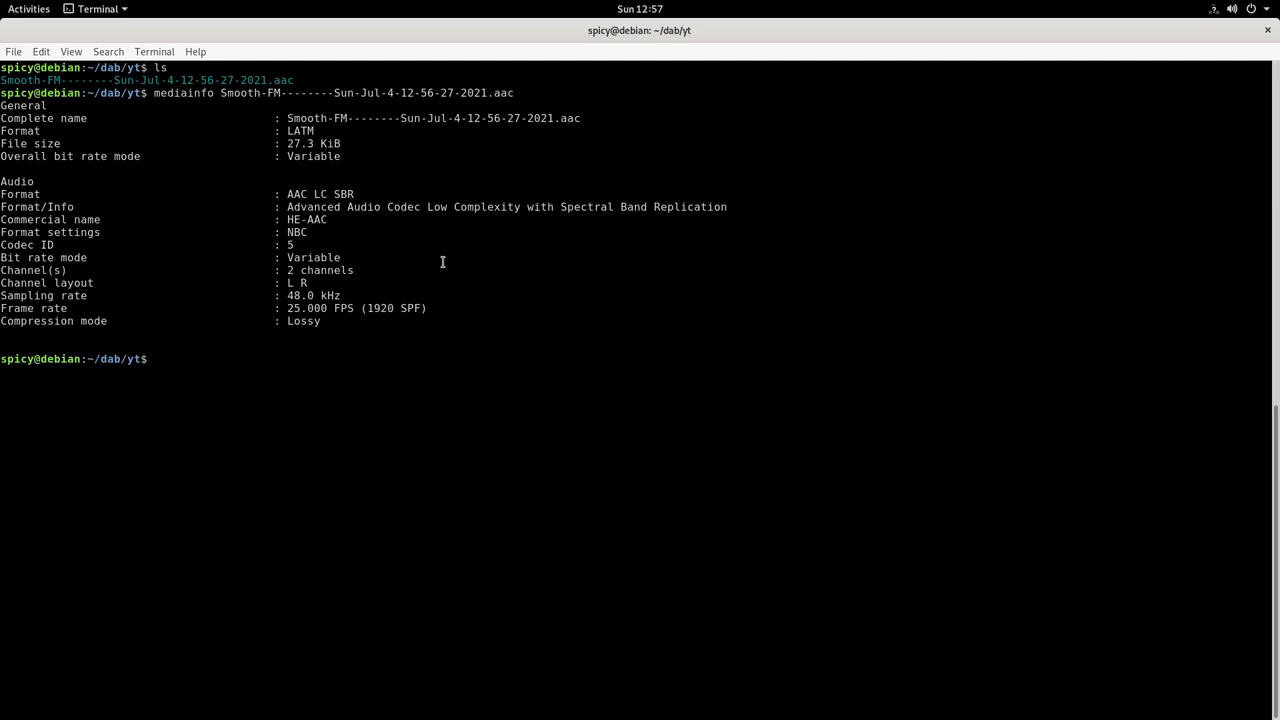 Activities Terminal Sun 12:57
spicy@debian: ~/dab/yt
File Edit View Search Terminal Help
spicy@debian:~/dab/yt$ ls
Smooth-FM--------Sun-Jul-4-12-56-27-2021.aac
spicy@debian:~/dab/yt$ mediainfo Smooth-FM--------Sun-Jul-4-12-56-27-2021.aac
General
Complete name : Smooth-FM--------Sun-Jul-4-12-56-27-2021.aac
Format : LATM
File size : 27.3 KiB
Overall bit rate mode : Variable
Audio
Format : AAC LC SBR
Format/Info : Advanced Audio Codec Low Complexity with Spectral Band Replication
Commercial name : HE-AAC
Format settings : NBC
Codec ID : 5
Bit rate mode : Variable
Channel(s) : 2 channels
Channel layout : L R
Sampling rate : 48.0 kHz
Frame rate : 25.000 FPS (1920 SPF)
Compression mode : Lossy
spicy@debian:~/dab/yt$